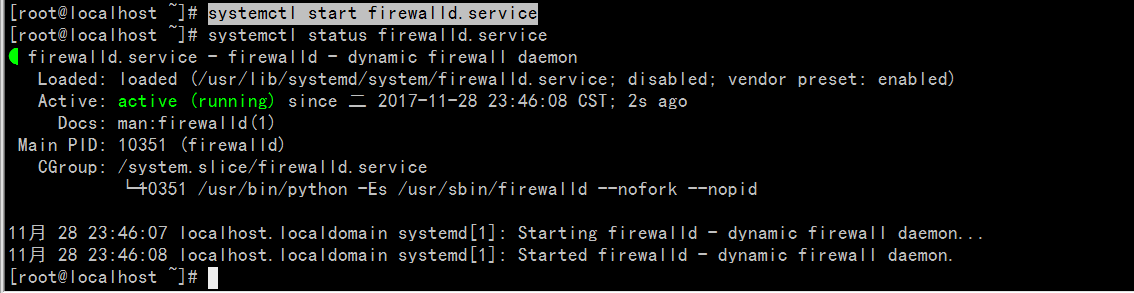 [root@localhost ~]# systemctl start firewalld.service
[root@localhost ~]# systemctl status firewalld.service
● firewalld.service - firewalld - dynamic firewall daemon
   Loaded: loaded (/usr/lib/systemd/system/firewalld.service; disabled; vendor preset: enabled)
   Active: active (running) since 二 2017-11-28 23:46:08 CST; 2s ago
     Docs: man:firewalld(1)
 Main PID: 10351 (firewalld)
   CGroup: /system.slice/firewalld.service
           └─10351 /usr/bin/python -Es /usr/sbin/firewalld --nofork --nopid
11月 28 23:46:07 localhost.localdomain systemd[1]: Starting firewalld - dynamic firewall daemon...
11月 28 23:46:08 localhost.localdomain systemd[1]: Started firewalld - dynamic firewall daemon.
[root@localhost ~]#